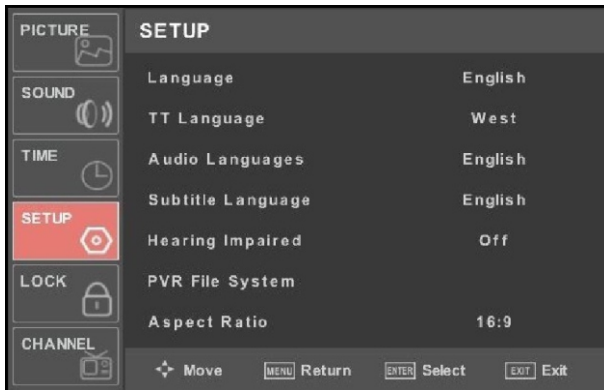 PICTURE
SOUND
TIME
SETUP
LOCK
CHANNEL
SETUP
Language English
TT Language West
Audio Languages English
Subtitle Language English
Hearing Impaired Off
PVR File System
Aspect Ratio 16:9
Move MENU Return ENTER Select EXIT Exit